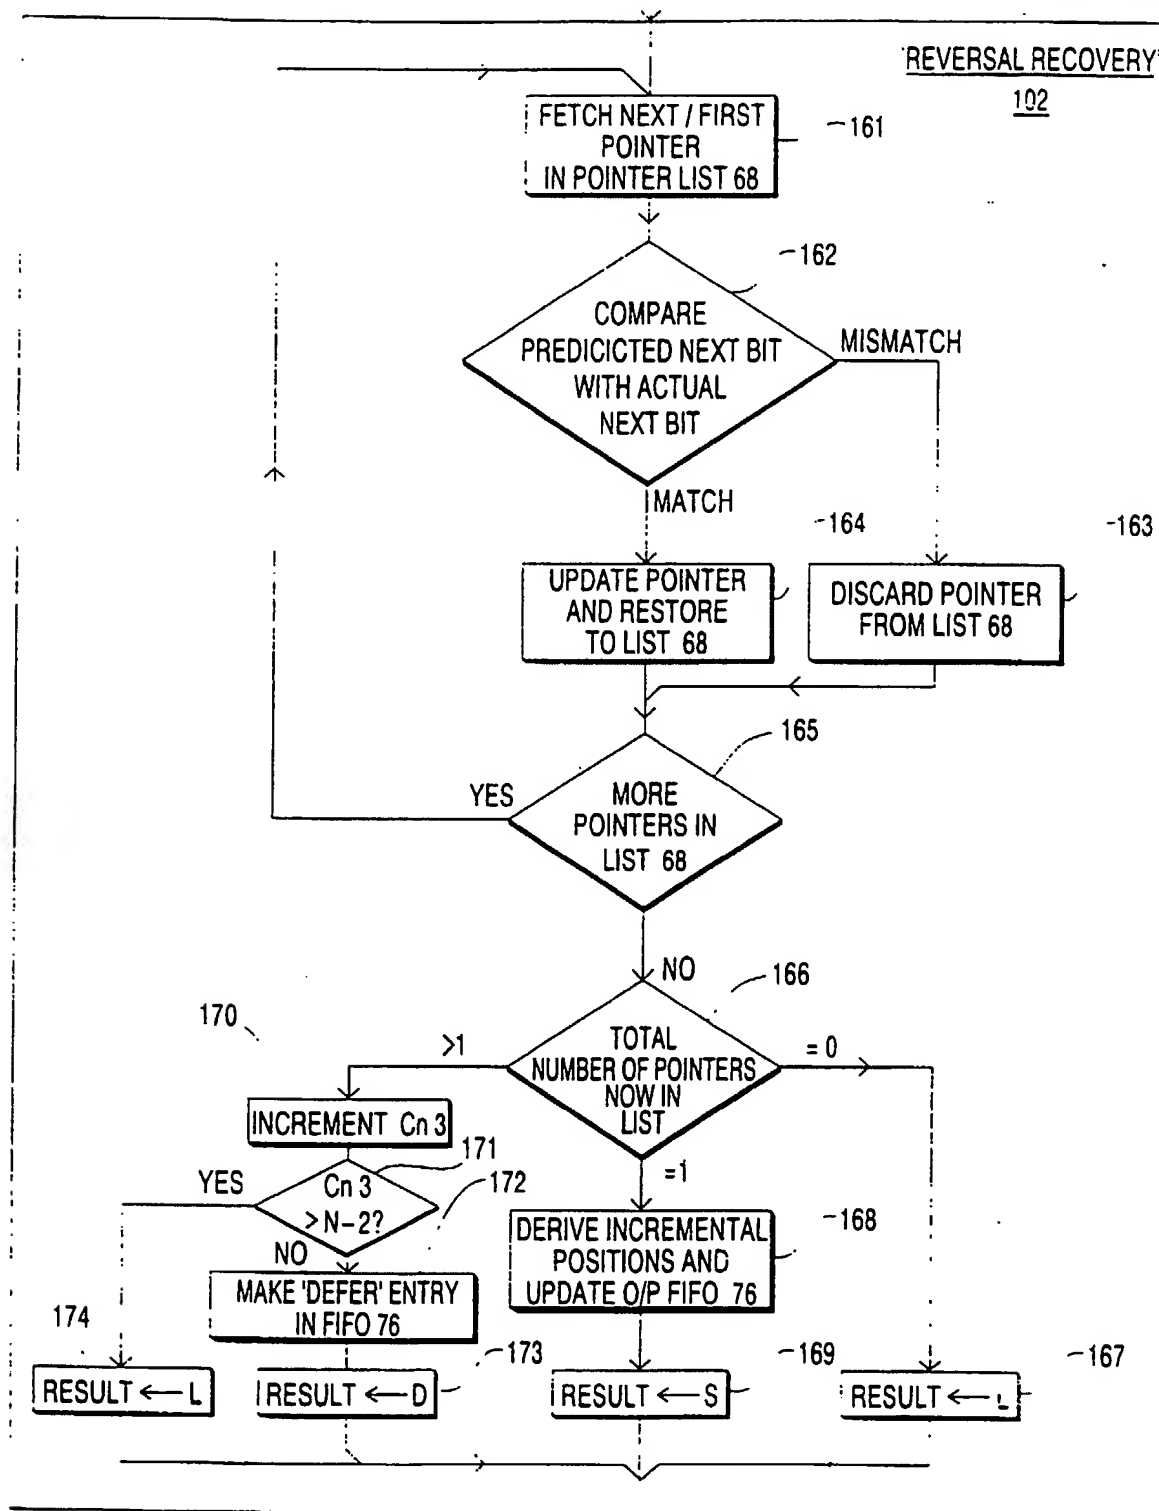 'REVERSAL RECOVERY'
102
FETCH NEXT / FIRST
POINTER
IN POINTER LIST 68
161
162
COMPARE
PREDICICTED NEXT BIT
WITH ACTUAL
NEXT BIT
MISMATCH
MATCH
164
163
UPDATE POINTER
AND RESTORE
TO LIST 68
DISCARD POINTER
FROM LIST 68
165
YES
MORE
POINTERS IN
LIST 68
NO
166
170
>1
TOTAL
NUMBER OF POINTERS
NOW IN
LIST
= 0
INCREMENT Cn 3
171
=1
YES
Cn 3
> N-2?
172
NO
168
DERIVE INCREMENTAL
POSITIONS AND
UPDATE O/P FIFO 76
MAKE 'DEFER' ENTRY
IN FIFO 76
174
173
169
167
RESULT ← L
RESULT ← D
RESULT ← S
RESULT ← L